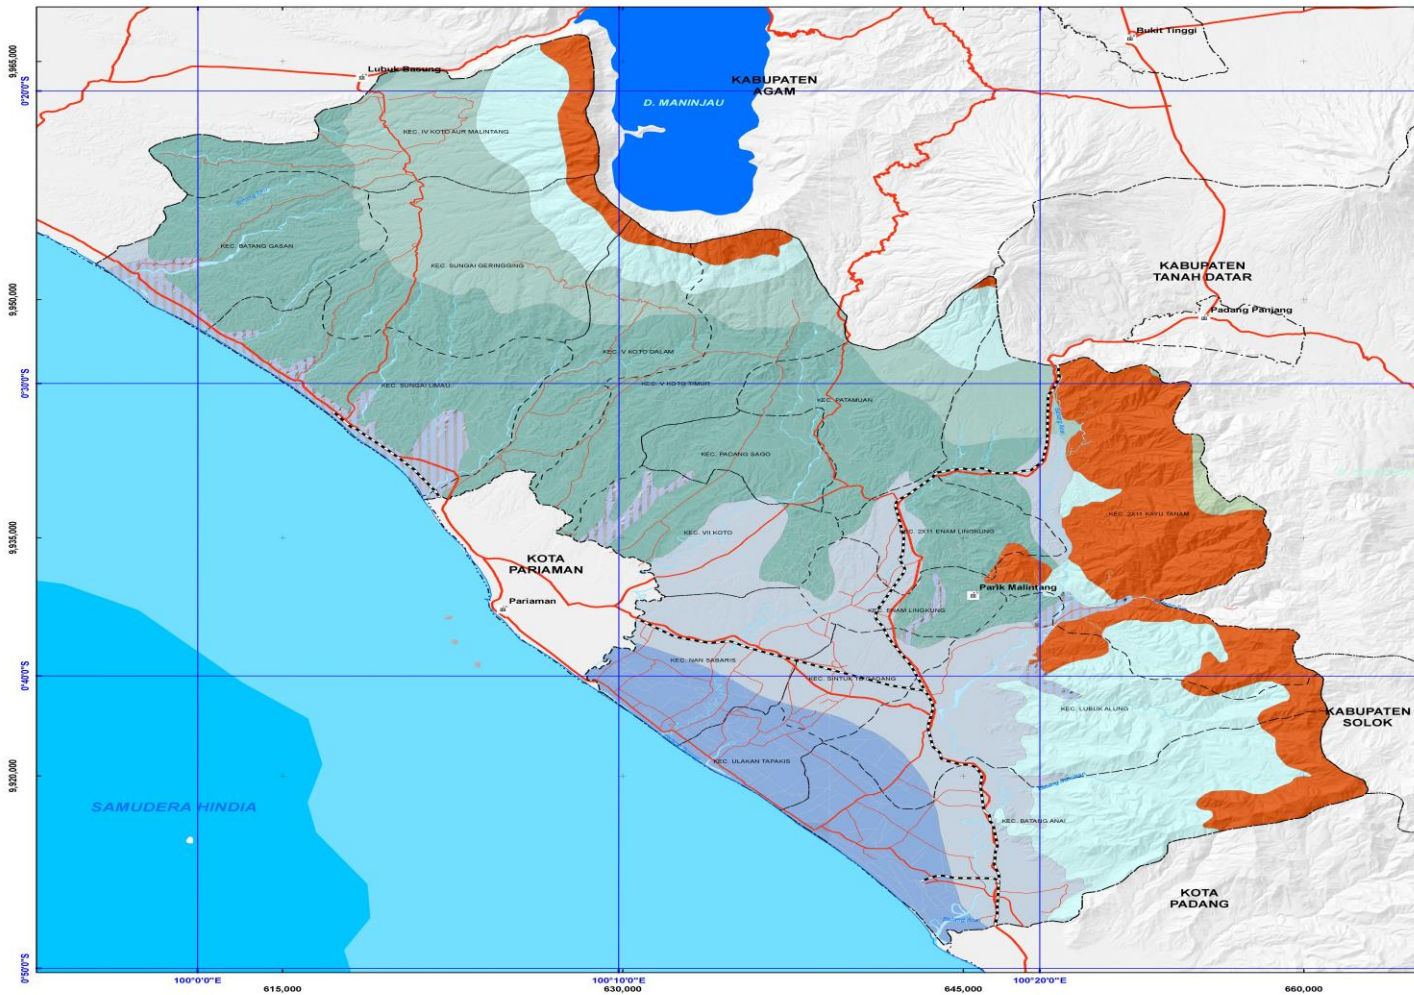 Bukit Tinggi
Lubuk Basung
9,965,000
0°20'0"S
KABUPATEN
AGAM
D. MANINJAU
KEC. IV KOTO AUR MALINTANG
KEC. BATANG GASAN
KEC. SUNGAI GERINGGING
KABUPATEN
TANAH DATAR
9,950,000
Padang Panjang
KEC. V KOTO DALAM
KEC. SUNGAI LIMAU
KEC. V KOTO TIMUR
0°30'0"S
KEC. PATAMUAN
KEC. PADANG SAGO
KEC. 2X11 KAYU TANAM
9,935,000
KEC. VII KOTO
KEC. 2X11 ENAM LINGKUNG
KOTA
PARIAMAN
Parik Malintang
Pariaman
KEC. ENAM LINGKUNG
KEC. NAN SABARIS
0°40'0"S
KEC. LUBUK ALUNG
KABUPATEN
SOLOK
KEC. ULAKAN TAPAKIS
9,920,000
SAMUDERA HINDIA
KEC. BATANG ANAI
KOTA
PADANG
0°50'0"S
100°0'0"E
100°10'0"E
100°20'0"E
615,000
630,000
645,000
660,000